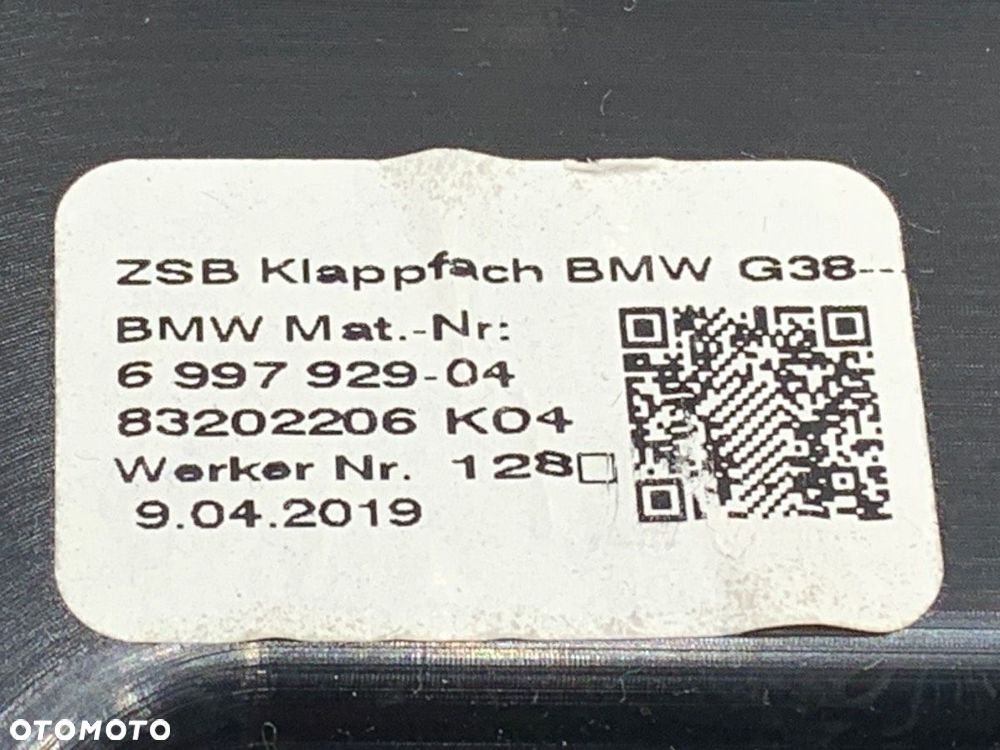 ZSB Klappfach BMW G38---
BMW Mat.-Nr:
6 997 929-04
83202206 K04
Werker Nr. 128□
9.04.2019
OTOMOTO